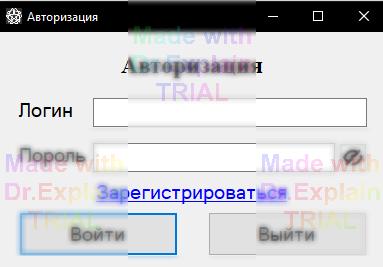 Авторизация
Авторизация
Логин
Пороль
Зарегистрироваться
Войти
Выйти
Made with
Dr.Explain
TRIAL
Made with
Dr.Explain
TRIAL
Made with
Dr.Explain
TRIAL